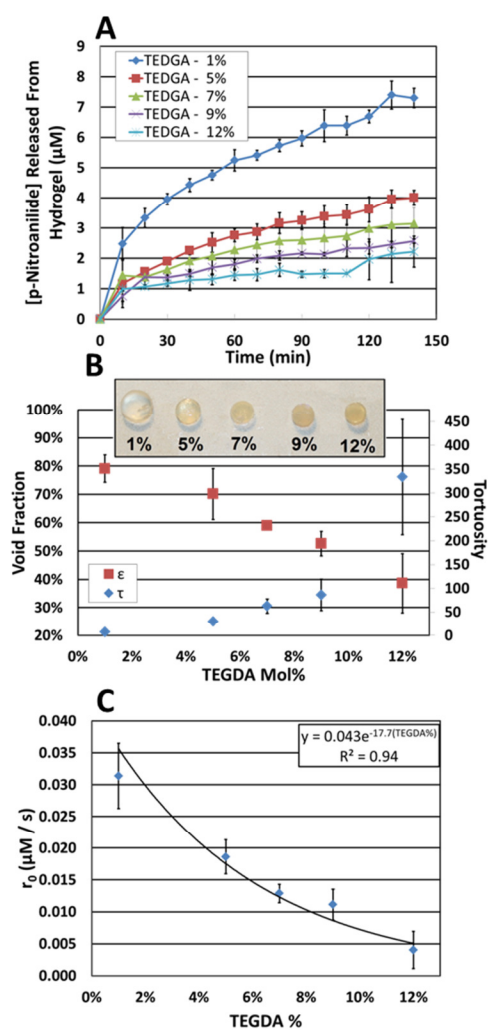 A
[p-Nitroanilide] Released From
Hydrogel (µM)
9
8
7
6
5
4
3
2
1
0
TEDGA - 1%
TEDGA - 5%
TEDGA - 7%
TEDGA - 9%
TEDGA - 12%
0 30 60 90 120 150
Time (min)
B
1% 5% 7% 9% 12%
Void Fraction
100%
90%
80%
70%
60%
50%
40%
30%
20%
ε
τ
450
400
350
300
250
200
150
100
50
0
Tortuosity
0% 2% 4% 6% 8% 10% 12%
TEGDA Mol%
C
r0 (µM / s)
0.040
0.035
0.030
0.025
0.020
0.015
0.010
0.005
0.000
y = 0.043e-17.7(TEGDA%)
R² = 0.94
0% 2% 4% 6% 8% 10% 12%
TEGDA %